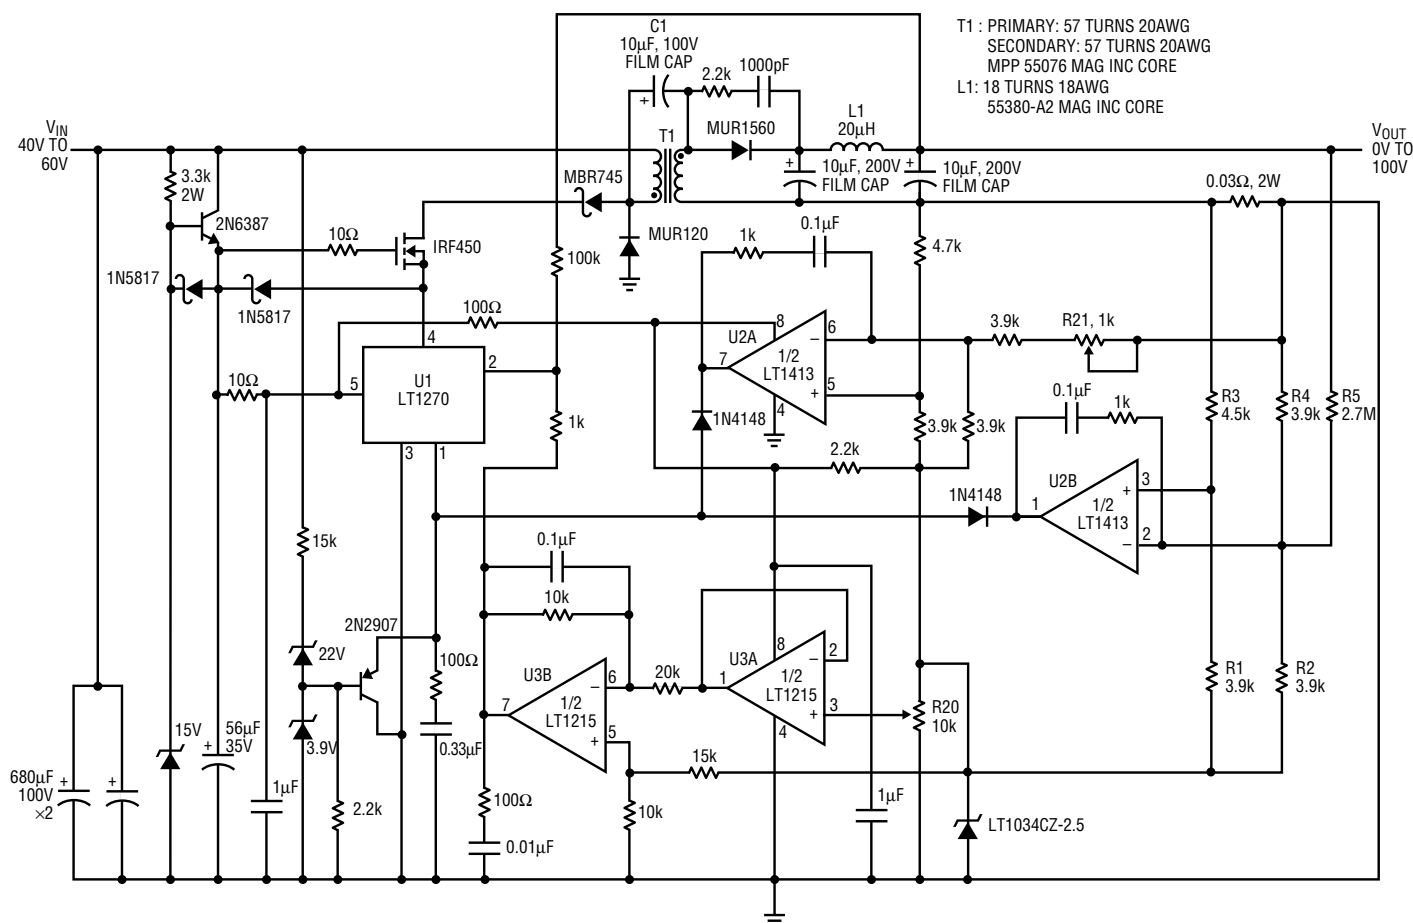 T1 : PRIMARY: 57 TURNS 20AWG
SECONDARY: 57 TURNS 20AWG
MPP 55076 MAG INC CORE
L1: 18 TURNS 18AWG
55380-A2 MAG INC CORE
C1
10µF, 100V
FILM CAP
+
2.2k
1000pF
T1
MUR1560
L1
20µH
VIN
40V TO
60V
VOUT
0V TO
100V
+
10µF, 200V
FILM CAP
+
10µF, 200V
FILM CAP
0.03Ω, 2W
3.3k
2W
2N6387
MBR745
10Ω
IRF450
MUR120
100k
1k
0.1µF
4.7k
1N5817
1N5817
100Ω
4
U1
LT1270
5
2
3
1
10Ω
1k
U2A
1/2
LT1413
8
6
–
7
5
+
4
3.9k
R21, 1k
1N4148
3.9k
3.9k
2.2k
0.1µF
1k
R3
4.5k
R4
3.9k
R5
2.7M
1N4148
U2B
1/2
LT1413
1
3
+
2
–
15k
0.1µF
10k
2N2907
22V
100Ω
U3B
1/2
LT1215
6
–
7
5
+
20k
U3A
1/2
LT1215
8
2
–
1
3
+
4
R20
10k
R1
3.9k
R2
3.9k
15V
56µF
35V
+
3.9V
0.33µF
15k
680µF
100V
×2
+
+
1µF
2.2k
100Ω
0.01µF
10k
1µF
LT1034CZ-2.5